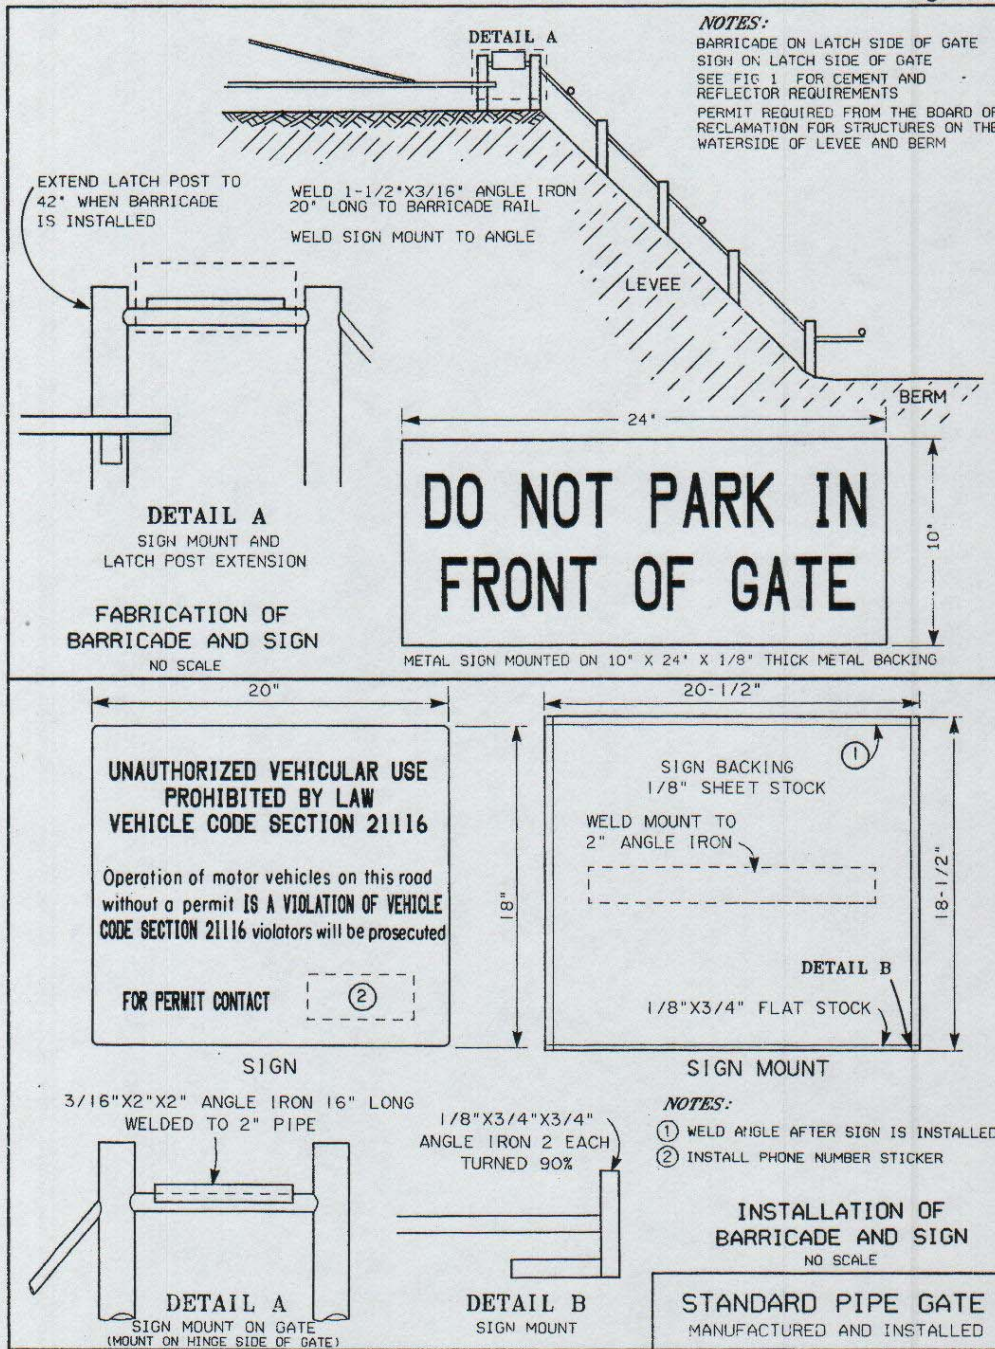 NOTES:
BARRICADE ON LATCH SIDE OF GATE
SIGN ON LATCH SIDE OF GATE
SEE FIG 1 FOR CEMENT AND
REFLECTOR REQUIREMENTS
PERMIT REQUIRED FROM THE BOARD OF
RECLAMATION FOR STRUCTURES ON THE
WATERSIDE OF LEVEE AND BERM
DETAIL A
EXTEND LATCH POST TO
42" WHEN BARRICADE
IS INSTALLED
WELD 1-1/2"X3/16" ANGLE IRON
20" LONG TO BARRICADE RAIL
WELD SIGN MOUNT TO ANGLE
LEVEE
BERM
DETAIL A
SIGN MOUNT AND
LATCH POST EXTENSION
FABRICATION OF
BARRICADE AND SIGN
NO SCALE
24"
10"
DO NOT PARK IN
FRONT OF GATE
METAL SIGN MOUNTED ON 10" X 24" X 1/8" THICK METAL BACKING
20"
UNAUTHORIZED VEHICULAR USE
PROHIBITED BY LAW
VEHICLE CODE SECTION 21116
Operation of motor vehicles on this road
without a permit IS A VIOLATION OF VEHICLE
CODE SECTION 21116 violators will be prosecuted
FOR PERMIT CONTACT
2
18"
SIGN
20-1/2"
1
SIGN BACKING
1/8" SHEET STOCK
WELD MOUNT TO
2" ANGLE IRON
18-1/2"
DETAIL B
1/8"X3/4" FLAT STOCK
SIGN MOUNT
3/16"X2"X2" ANGLE IRON 16" LONG
WELDED TO 2" PIPE
DETAIL A
SIGN MOUNT ON GATE
(MOUNT ON HINGE SIDE OF GATE)
1/8"X3/4"X3/4"
ANGLE IRON 2 EACH
TURNED 90%
DETAIL B
SIGN MOUNT
NOTES:
1 WELD ANGLE AFTER SIGN IS INSTALLED
2 INSTALL PHONE NUMBER STICKER
INSTALLATION OF
BARRICADE AND SIGN
NO SCALE
STANDARD PIPE GATE
MANUFACTURED AND INSTALLED